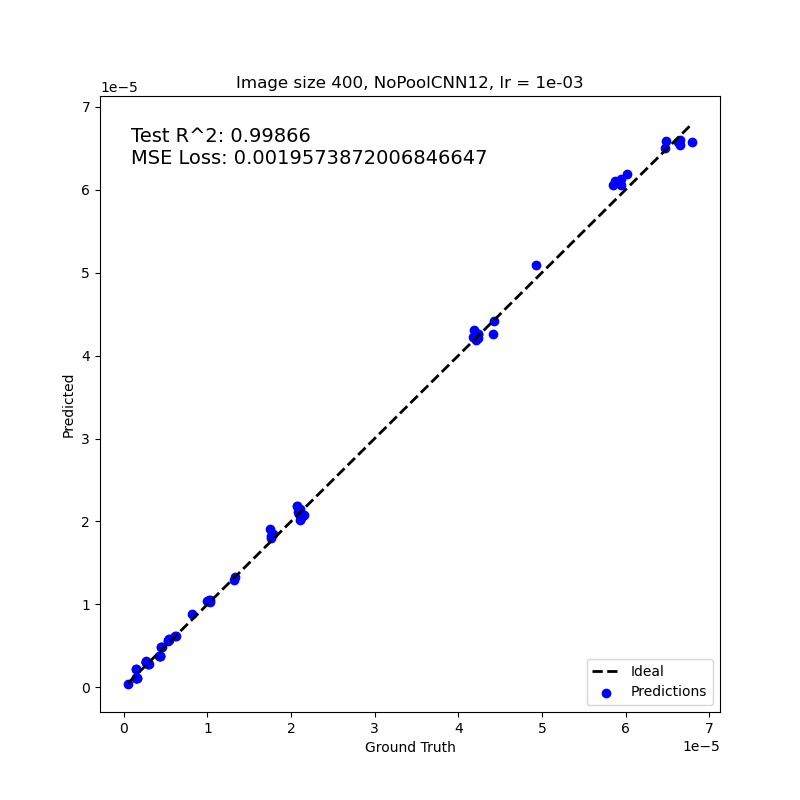 Image size 400, NoPoolCNN12, lr = 1e-03
1e−5
7
Test R^2: 0.99866
MSE Loss: 0.0019573872006846647
6
5
4
3
2
1
0
Predicted
Ideal
Predictions
0 1 2 3 4 5 6 7
Ground Truth
1e−5